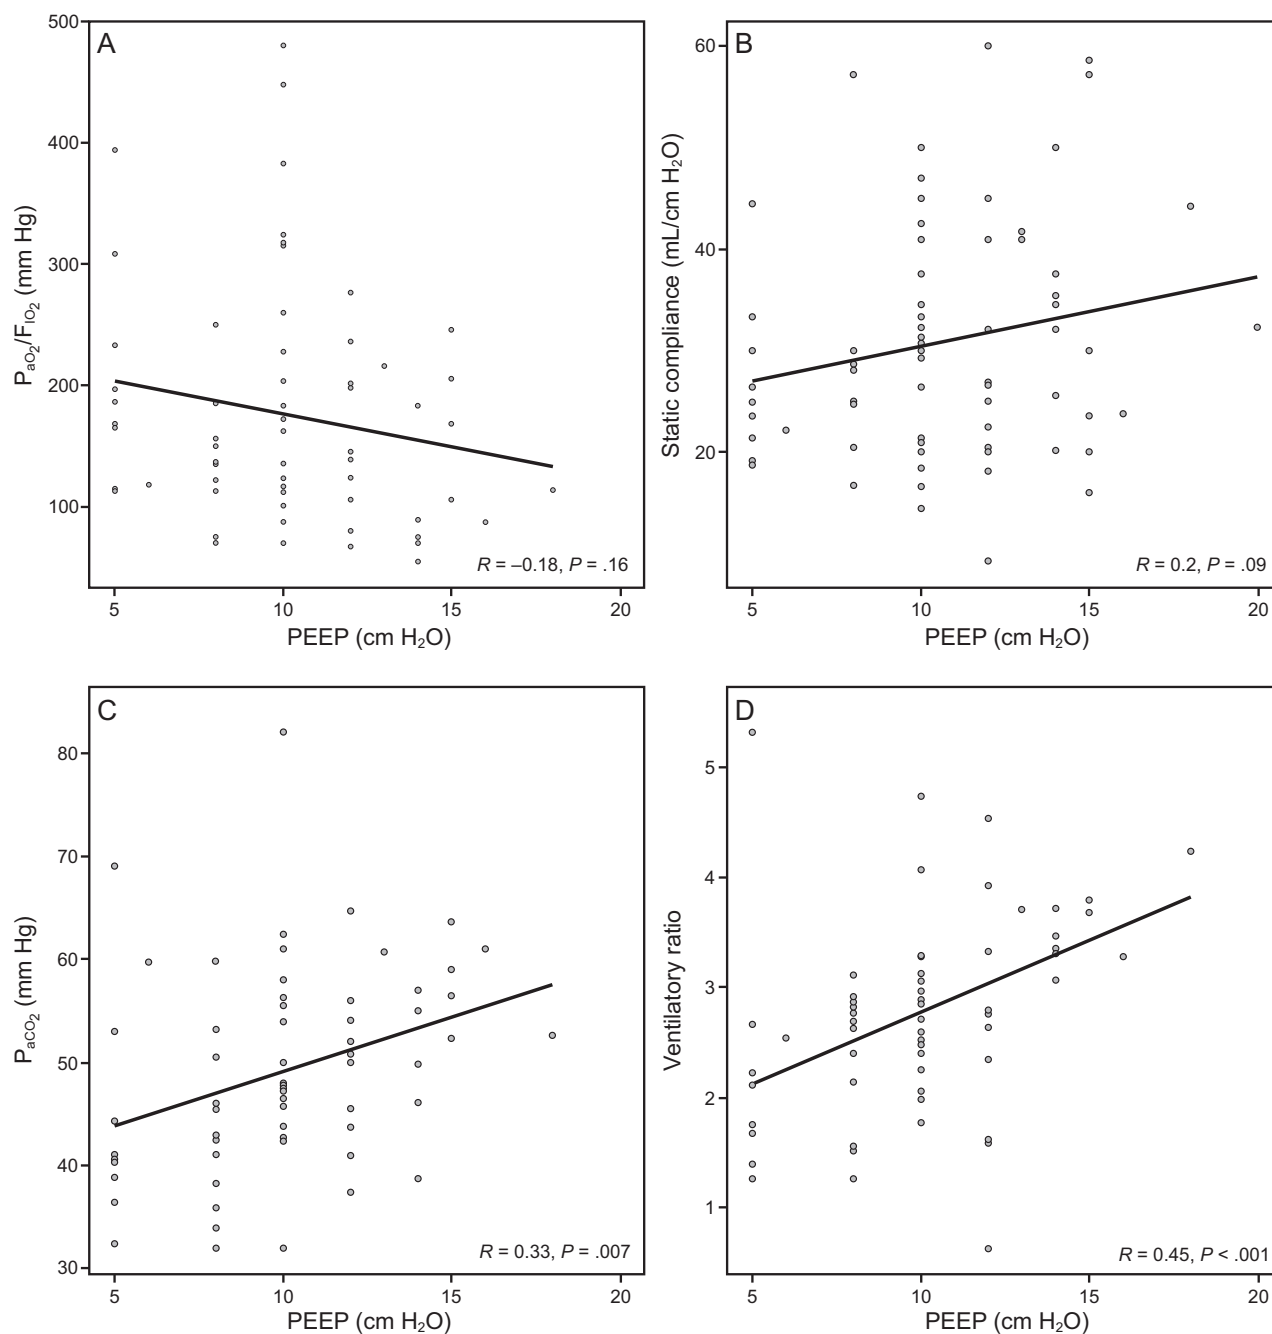 A
500
400
300
200
100
PaO2/FIO2 (mm Hg)
R = –0.18, P = .16
5 10 15 20
PEEP (cm H2O)
B
60
40
20
Static compliance (mL/cm H2O)
R = 0.2, P = .09
5 10 15 20
PEEP (cm H2O)
C
80
70
60
50
40
30
PaCO2 (mm Hg)
R = 0.33, P = .007
5 10 15 20
PEEP (cm H2O)
D
5
4
3
2
1
Ventilatory ratio
R = 0.45, P < .001
5 10 15 20
PEEP (cm H2O)